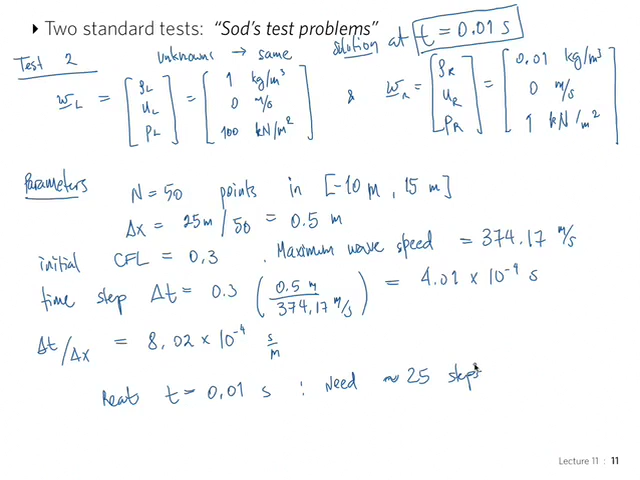 Two standard tests: "Sod's test problems" solution at t = 0.01 s
Test 2 unknowns → same
w_L = [ρ_L u_L p_L] = [1 kg/m³ 0 m/s 100 kN/m²] & w_R = [ρ_R u_R p_R] = [0.01 kg/m³ 0 m/s 1 kN/m²]
Parameters N = 50 points in [-10 m, 15 m]
Δx = 25m/50 = 0.5 m
initial CFL = 0.3 . Maximum wave speed = 374.17 m/s
time step Δt = 0.3 (0.5 m / 374.17 m/s) = 4.01 × 10⁻⁴ s
Δt/Δx = 8.02 × 10⁻⁴ s/m
t = 0.01 s : Need ~ 25 steps
Lecture 11 : 11